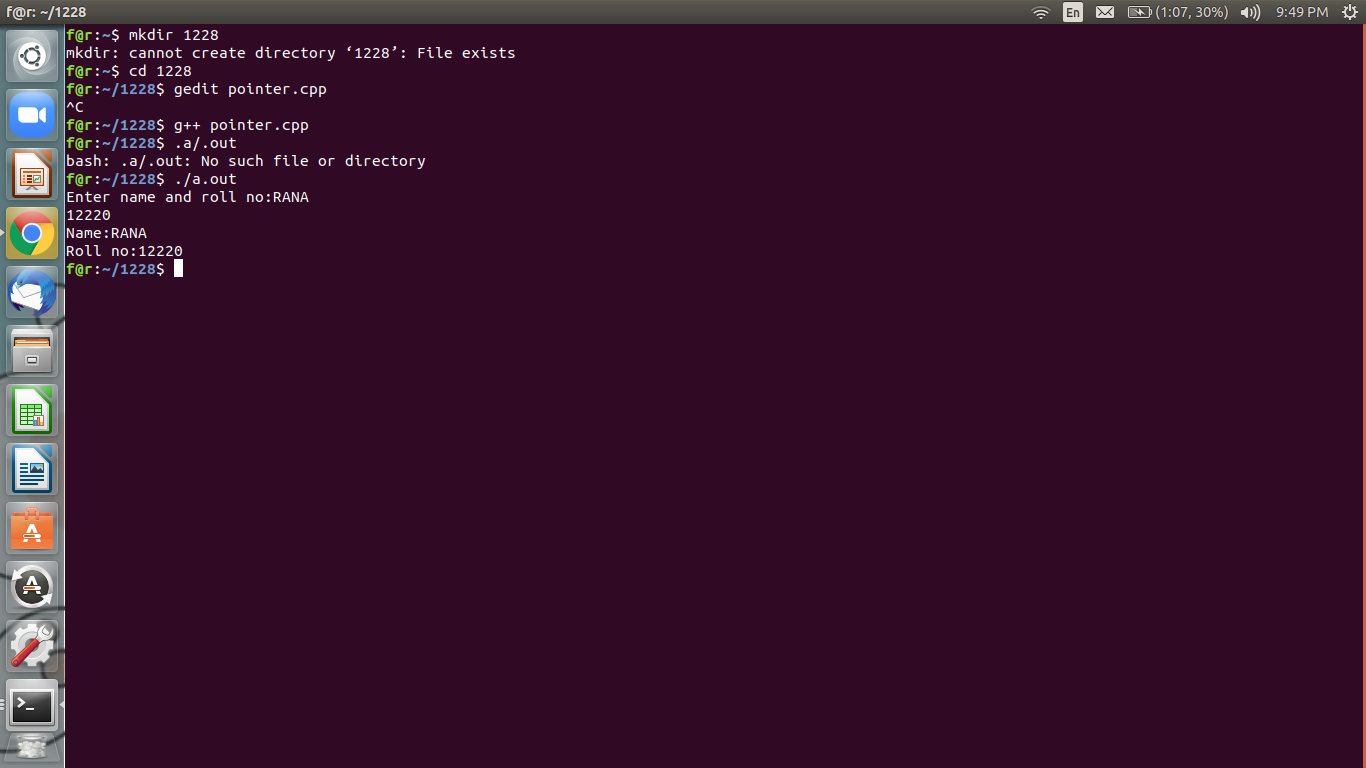 f@r: ~/1228
En
(1:07, 30%)
9:49 PM
f@r:~$ mkdir 1228
mkdir: cannot create directory ‘1228’: File exists
f@r:~$ cd 1228
f@r:~/1228$ gedit pointer.cpp
^C
f@r:~/1228$ g++ pointer.cpp
f@r:~/1228$ .a/.out
bash: .a/.out: No such file or directory
f@r:~/1228$ ./a.out
Enter name and roll no:RANA
12220
Name:RANA
Roll no:12220
f@r:~/1228$